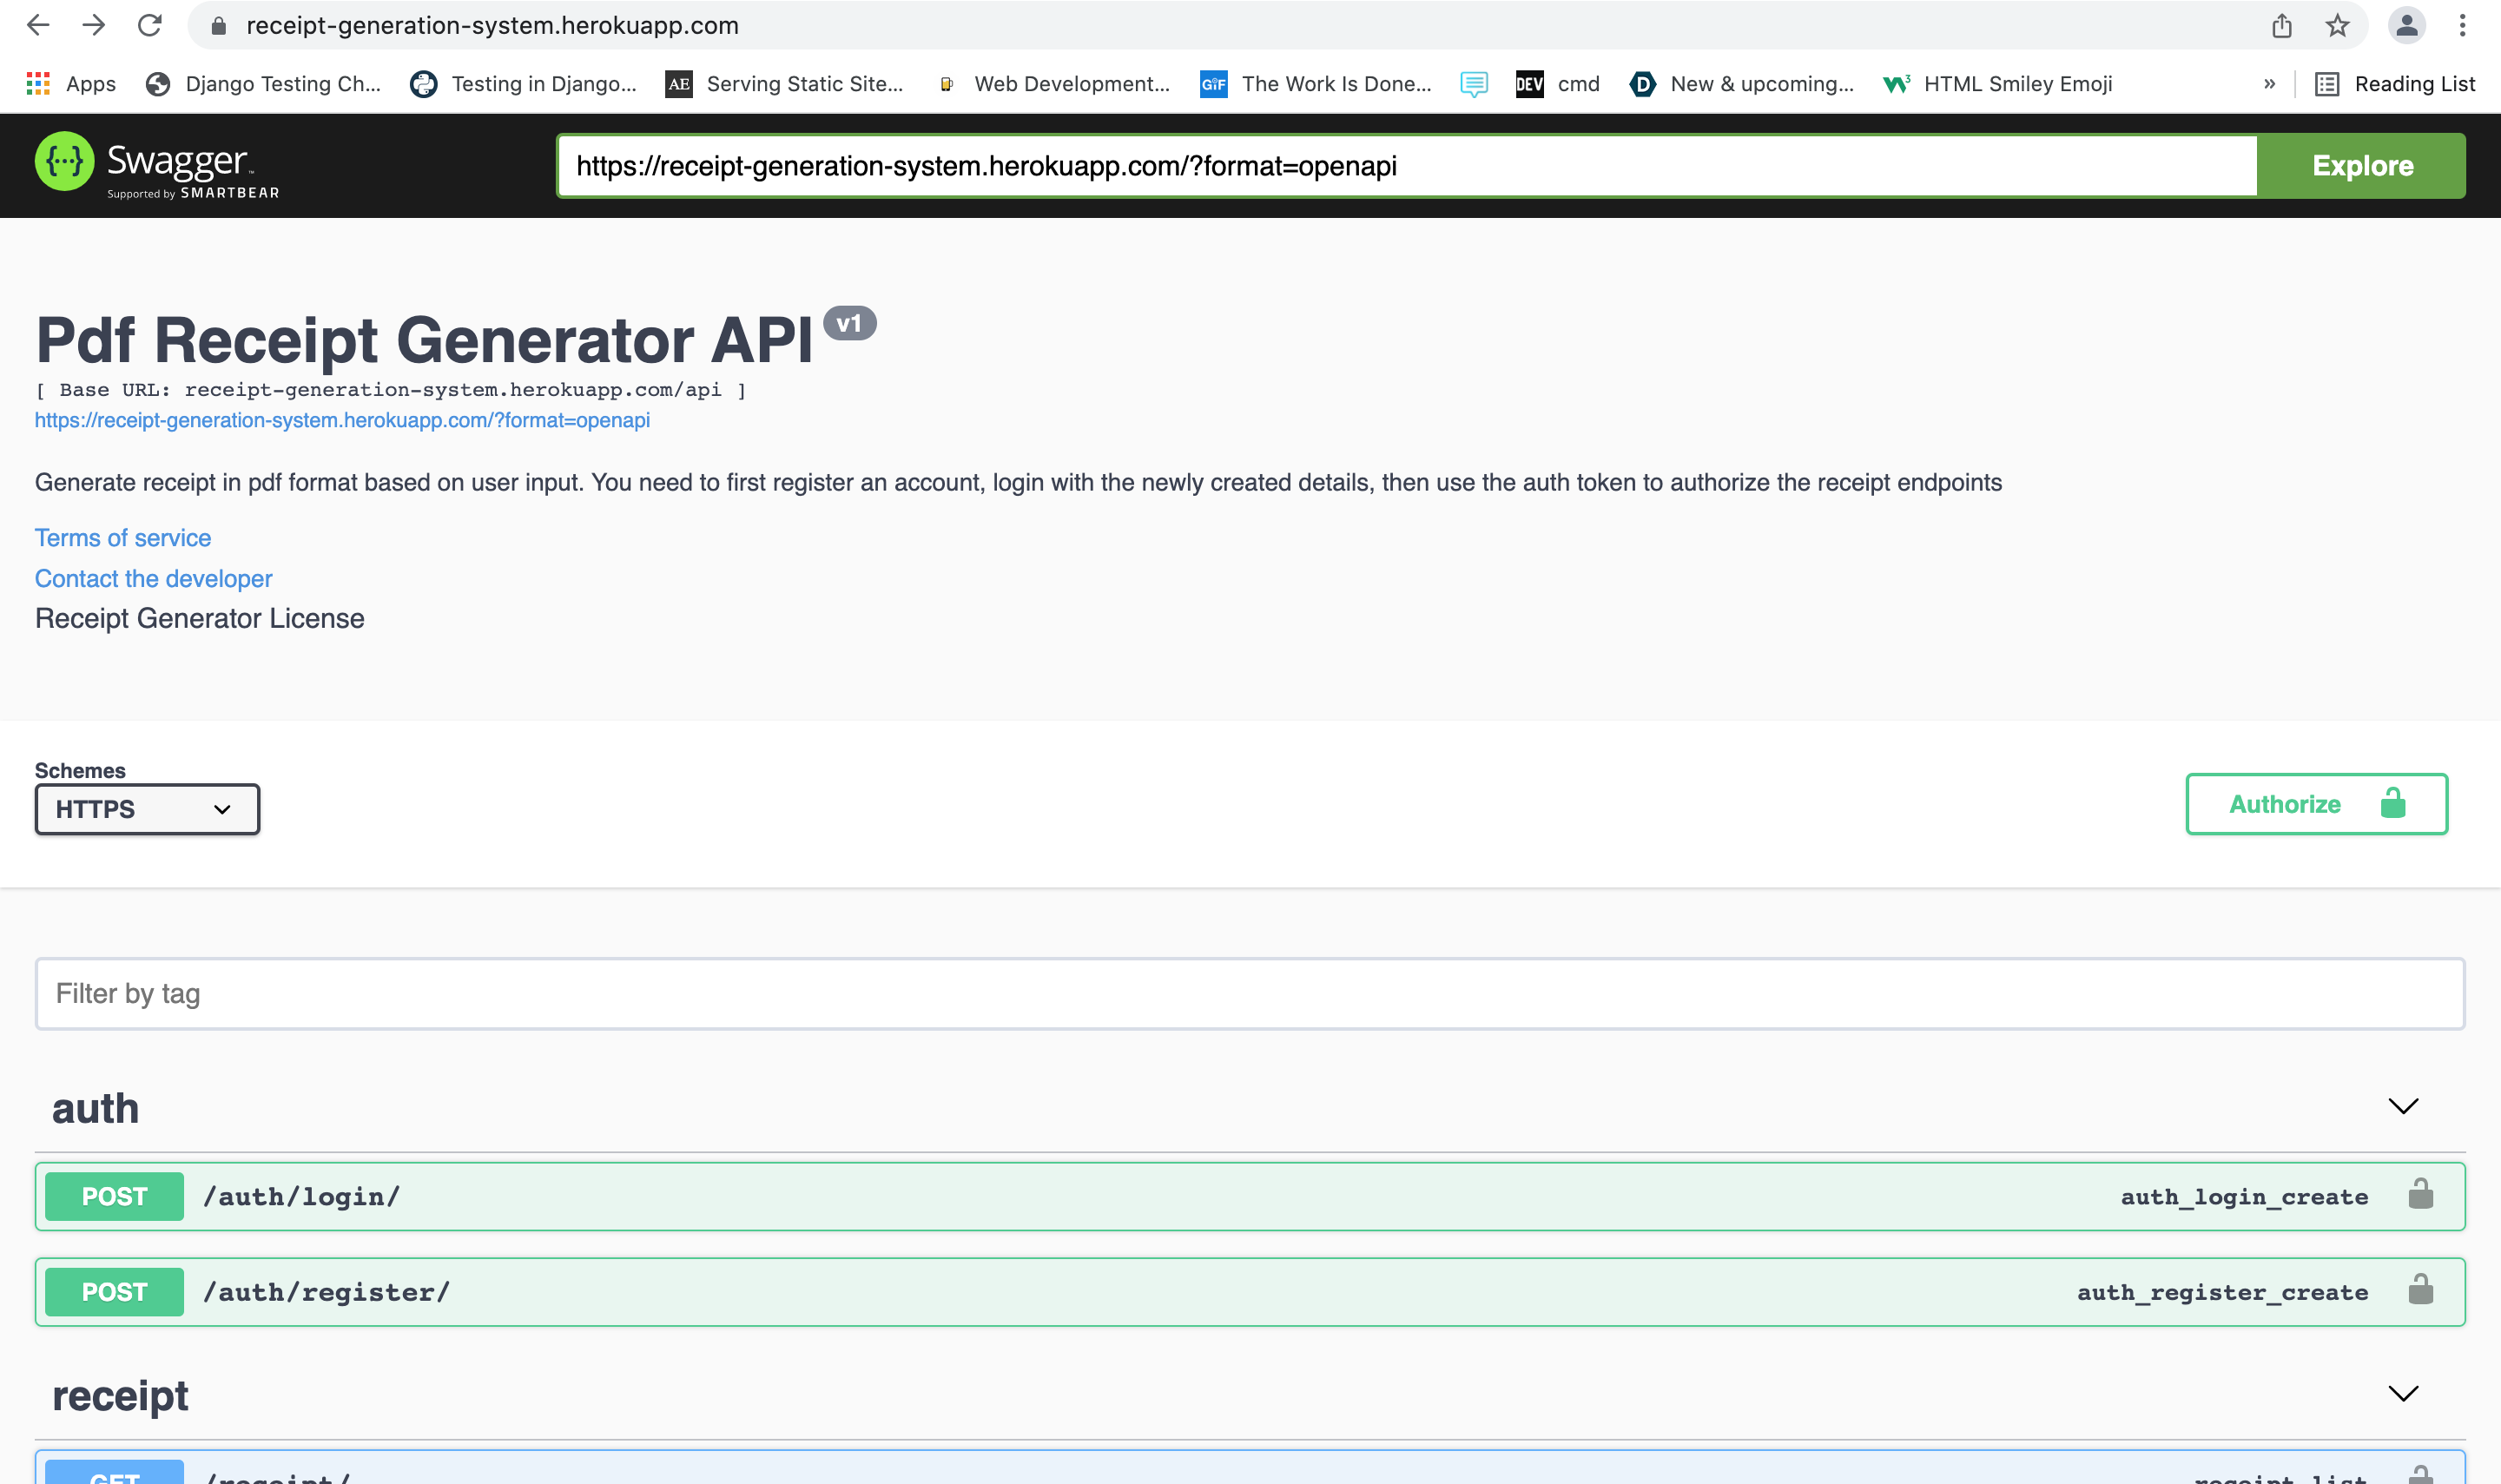 receipt-generation-system.herokuapp.com
Apps Django Testing Ch... Testing in Django... AE Serving Static Site... Web Development... GIF The Work Is Done... DEV cmd D New & upcoming... W3 HTML Smiley Emoji » Reading List
{···} Swagger™
Supported by SMARTBEAR
https://receipt-generation-system.herokuapp.com/?format=openapi Explore
Pdf Receipt Generator API v1
[ Base URL: receipt-generation-system.herokuapp.com/api ]
https://receipt-generation-system.herokuapp.com/?format=openapi
Generate receipt in pdf format based on user input. You need to first register an account, login with the newly created details, then use the auth token to authorize the receipt endpoints
Terms of service
Contact the developer
Receipt Generator License
Schemes
HTTPS Authorize
Filter by tag
auth
POST /auth/login/ auth_login_create
POST /auth/register/ auth_register_create
receipt
GET /receipt/ receipt_list